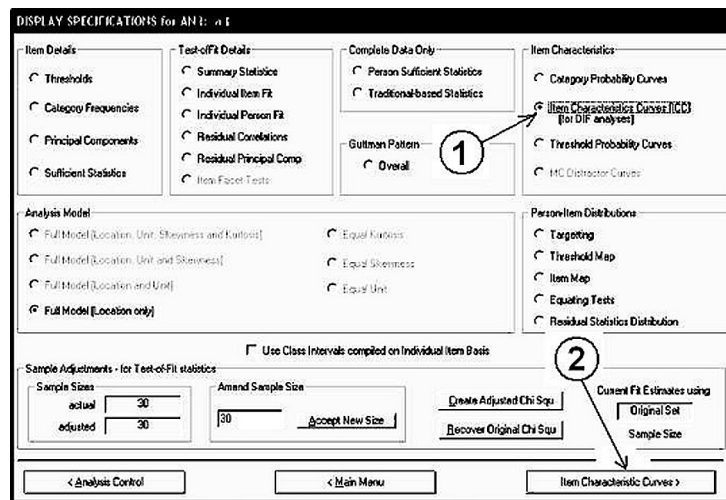 DISPLAY SPECIFICATIONS for AN
Item Details
Thresholds
Category Frequencies
Principal Components
Sufficient Statistics
Test-of-Fit Details
Summary Statistics
Individual Item Fit
Individual Person Fit
Residual Correlations
Residual Principal Comp
Item Facet Tests
Complete Data Only
Person Sufficient Statistics
Traditional-based Statistics
Guttman Pattern
Overall
Item Characteristics
Category Probability Curves
Item Characteristics Curves [ICC]
[for DIF analyses]
Threshold Probability Curves
MC Distractor Curves
1
Analysis Model
Full Model [Location, Unit, Skewness and Kurtosis]
Full Model [Location, Unit and Skewness]
Full Model [Location and Unit]
Full Model [Location only]
Equal Kurtosis
Equal Skewness
Equal Unit
Person-Item Distributions
Targetting
Threshold Map
Item Map
Equating Tests
Residual Statistics Distribution
Use Class Intervals compiled on Individual Item Basis
2
Sample Adjustments - for Test-of-Fit statistics
Sample Sizes
actual 30
adjusted 30
Amend Sample Size
30
Accept New Size
Create Adjusted Chi Squ
Recover Original Chi Squ
Current Fit Estimates using
Original Set
Sample Size
< Analysis Control
< Main Menu
Item Characteristic Curves >